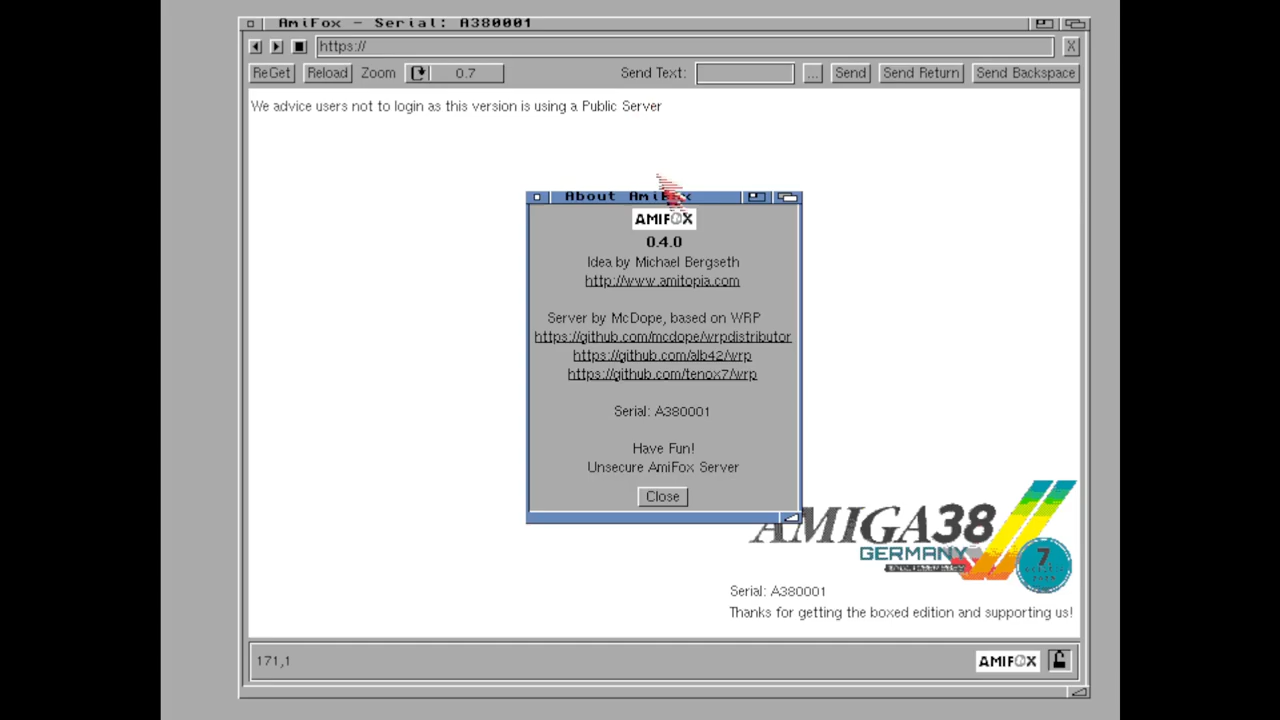 AmiFox - Serial: A380001
https://
X
ReGet Reload Zoom 0.7 Send Text: ... Send Send Return Send Backspace
We advice users not to login as this version is using a Public Server
About AmiFox
AMIFOX
0.4.0
Idea by Michael Bergseth
http://www.amitopia.com
Server by McDope, based on WRP
https://github.com/mcdope/wrpdistributor
https://github.com/alb42/wrp
https://github.com/tenox7/wrp
Serial: A380001
Have Fun!
Unsecure AmiFox Server
Close
AMIGA38
GERMANY
7
Serial: A380001
Thanks for getting the boxed edition and supporting us!
171,1
AMIFOX